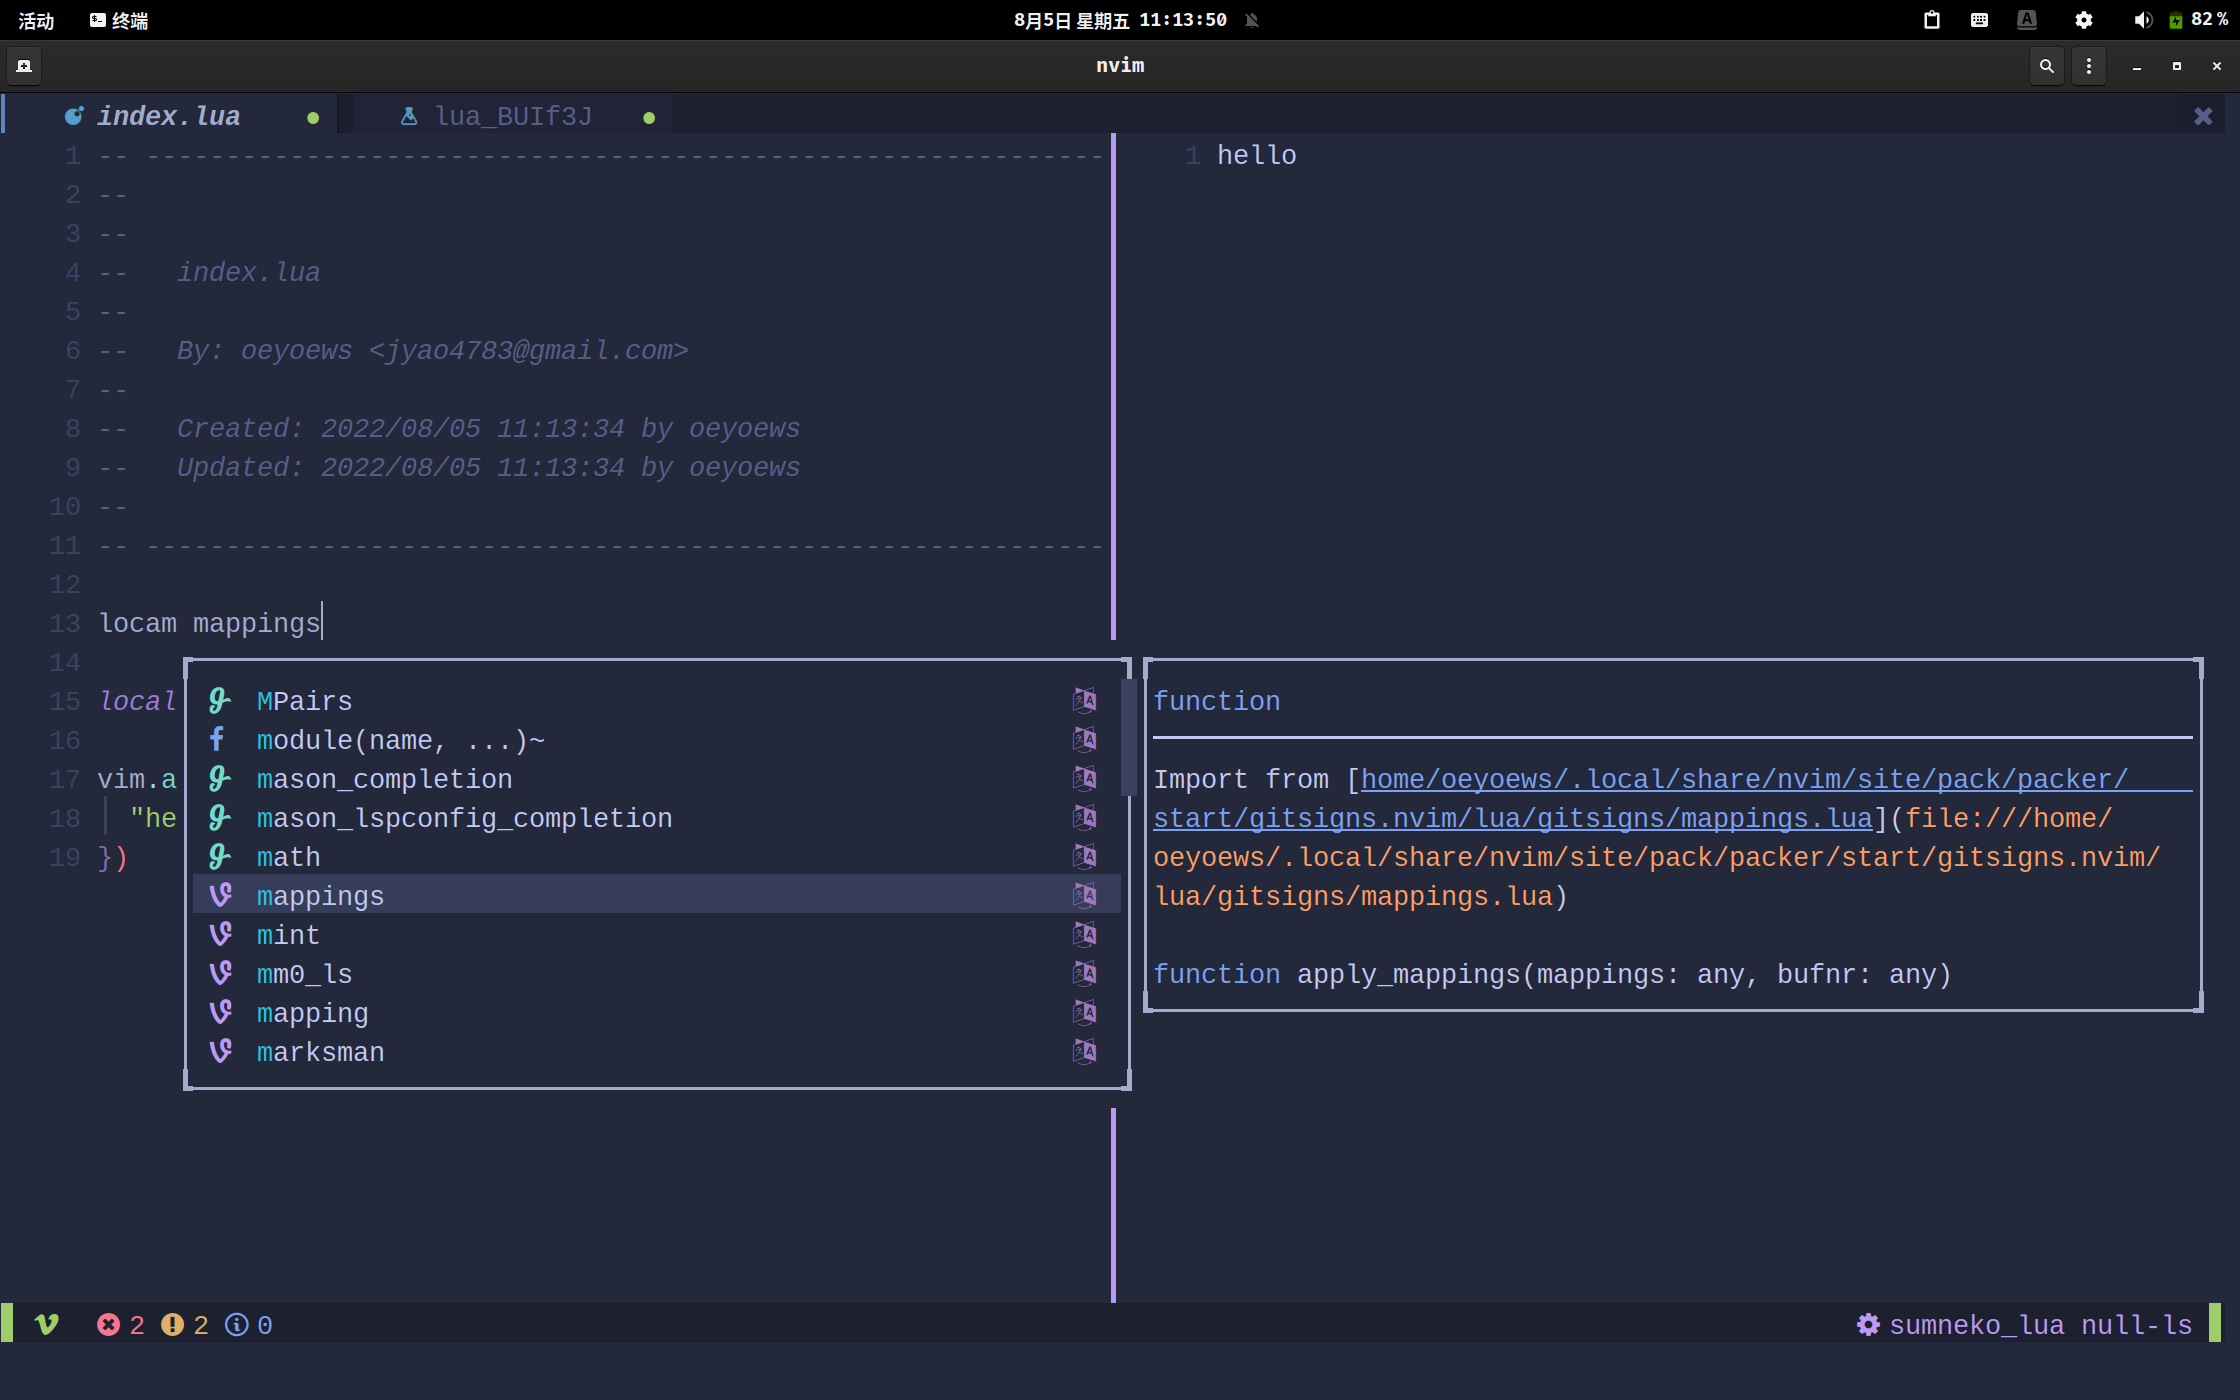 活动 终端 8月5日 星期五 11:13:50 82 %
nvim
index.lua lua_BUIf3J
1 -- ------------------------------------------------------------
2 --
3 --
4 --   index.lua
5 --
6 --   By: oeyoews <jyao4783@gmail.com>
7 --
8 --   Created: 2022/08/05 11:13:34 by oeyoews
9 --   Updated: 2022/08/05 11:13:34 by oeyoews
10 --
11 -- ------------------------------------------------------------
12
13 locam mappings
14
15 local
16
17 vim.a
18   "he
19 })
MPairs
module(name, ...)~
mason_completion
mason_lspconfig_completion
math
mappings
mint
mm0_ls
mapping
marksman
1 hello
function
Import from [home/oeyoews/.local/share/nvim/site/pack/packer/
start/gitsigns.nvim/lua/gitsigns/mappings.lua](file:///home/
oeyoews/.local/share/nvim/site/pack/packer/start/gitsigns.nvim/
lua/gitsigns/mappings.lua)
function apply_mappings(mappings: any, bufnr: any)
2 2 0 sumneko_lua null-ls